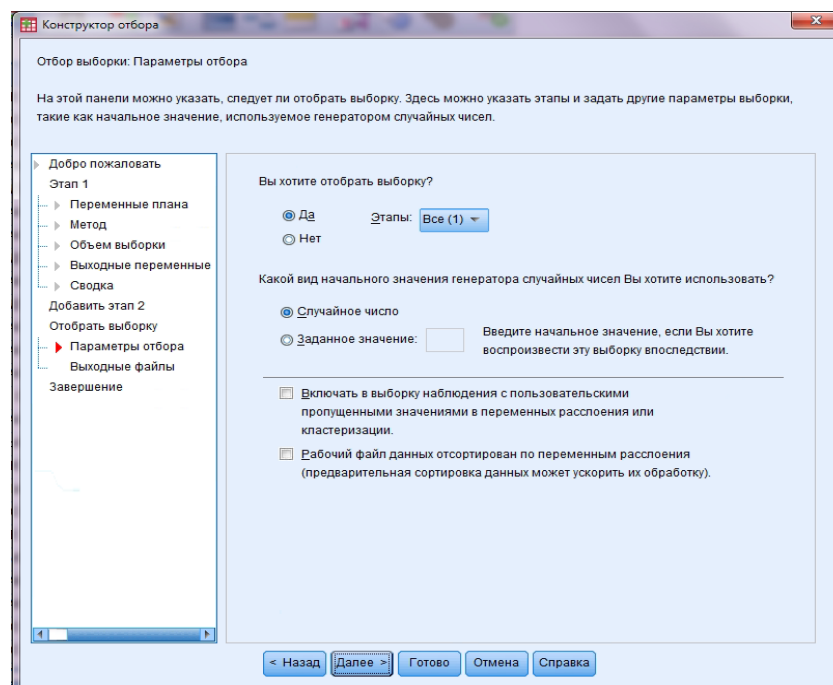 Конструктор отбора
Отбор выборки: Параметры отбора
На этой панели можно указать, следует ли отобрать выборку. Здесь можно указать этапы и задать другие параметры выборки,
такие как начальное значение, используемое генератором случайных чисел.
Добро пожаловать
Этап 1
Переменные плана
Метод
Объем выборки
Выходные переменные
Сводка
Добавить этап 2
Отобрать выборку
Параметры отбора
Выходные файлы
Завершение
Вы хотите отобрать выборку?
Да Этапы: Все (1)
Нет
Какой вид начального значения генератора случайных чисел Вы хотите использовать?
Случайное число
Заданное значение: Введите начальное значение, если Вы хотите
воспроизвести эту выборку впоследствии.
Включать в выборку наблюдения с пользовательскими
пропущенными значениями в переменных расслоения или
кластеризации.
Рабочий файл данных отсортирован по переменным расслоения
(предварительная сортировка данных может ускорить их обработку).
< Назад Далее > Готово Отмена Справка